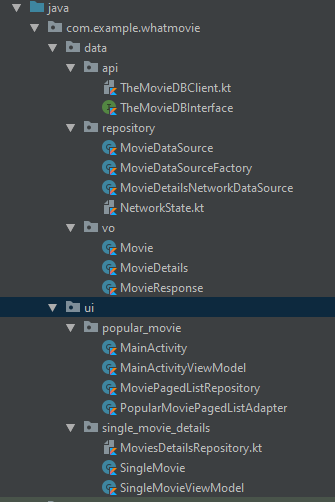 java
com.example.whatmovie
data
api
TheMovieDBClient.kt
TheMovieDBInterface
repository
MovieDataSource
MovieDataSourceFactory
MovieDetailsNetworkDataSource
NetworkState.kt
vo
Movie
MovieDetails
MovieResponse
ui
popular_movie
MainActivity
MainActivityViewModel
MoviePagedListRepository
PopularMoviePagedListAdapter
single_movie_details
MoviesDetailsRepository.kt
SingleMovie
SingleMovieViewModel